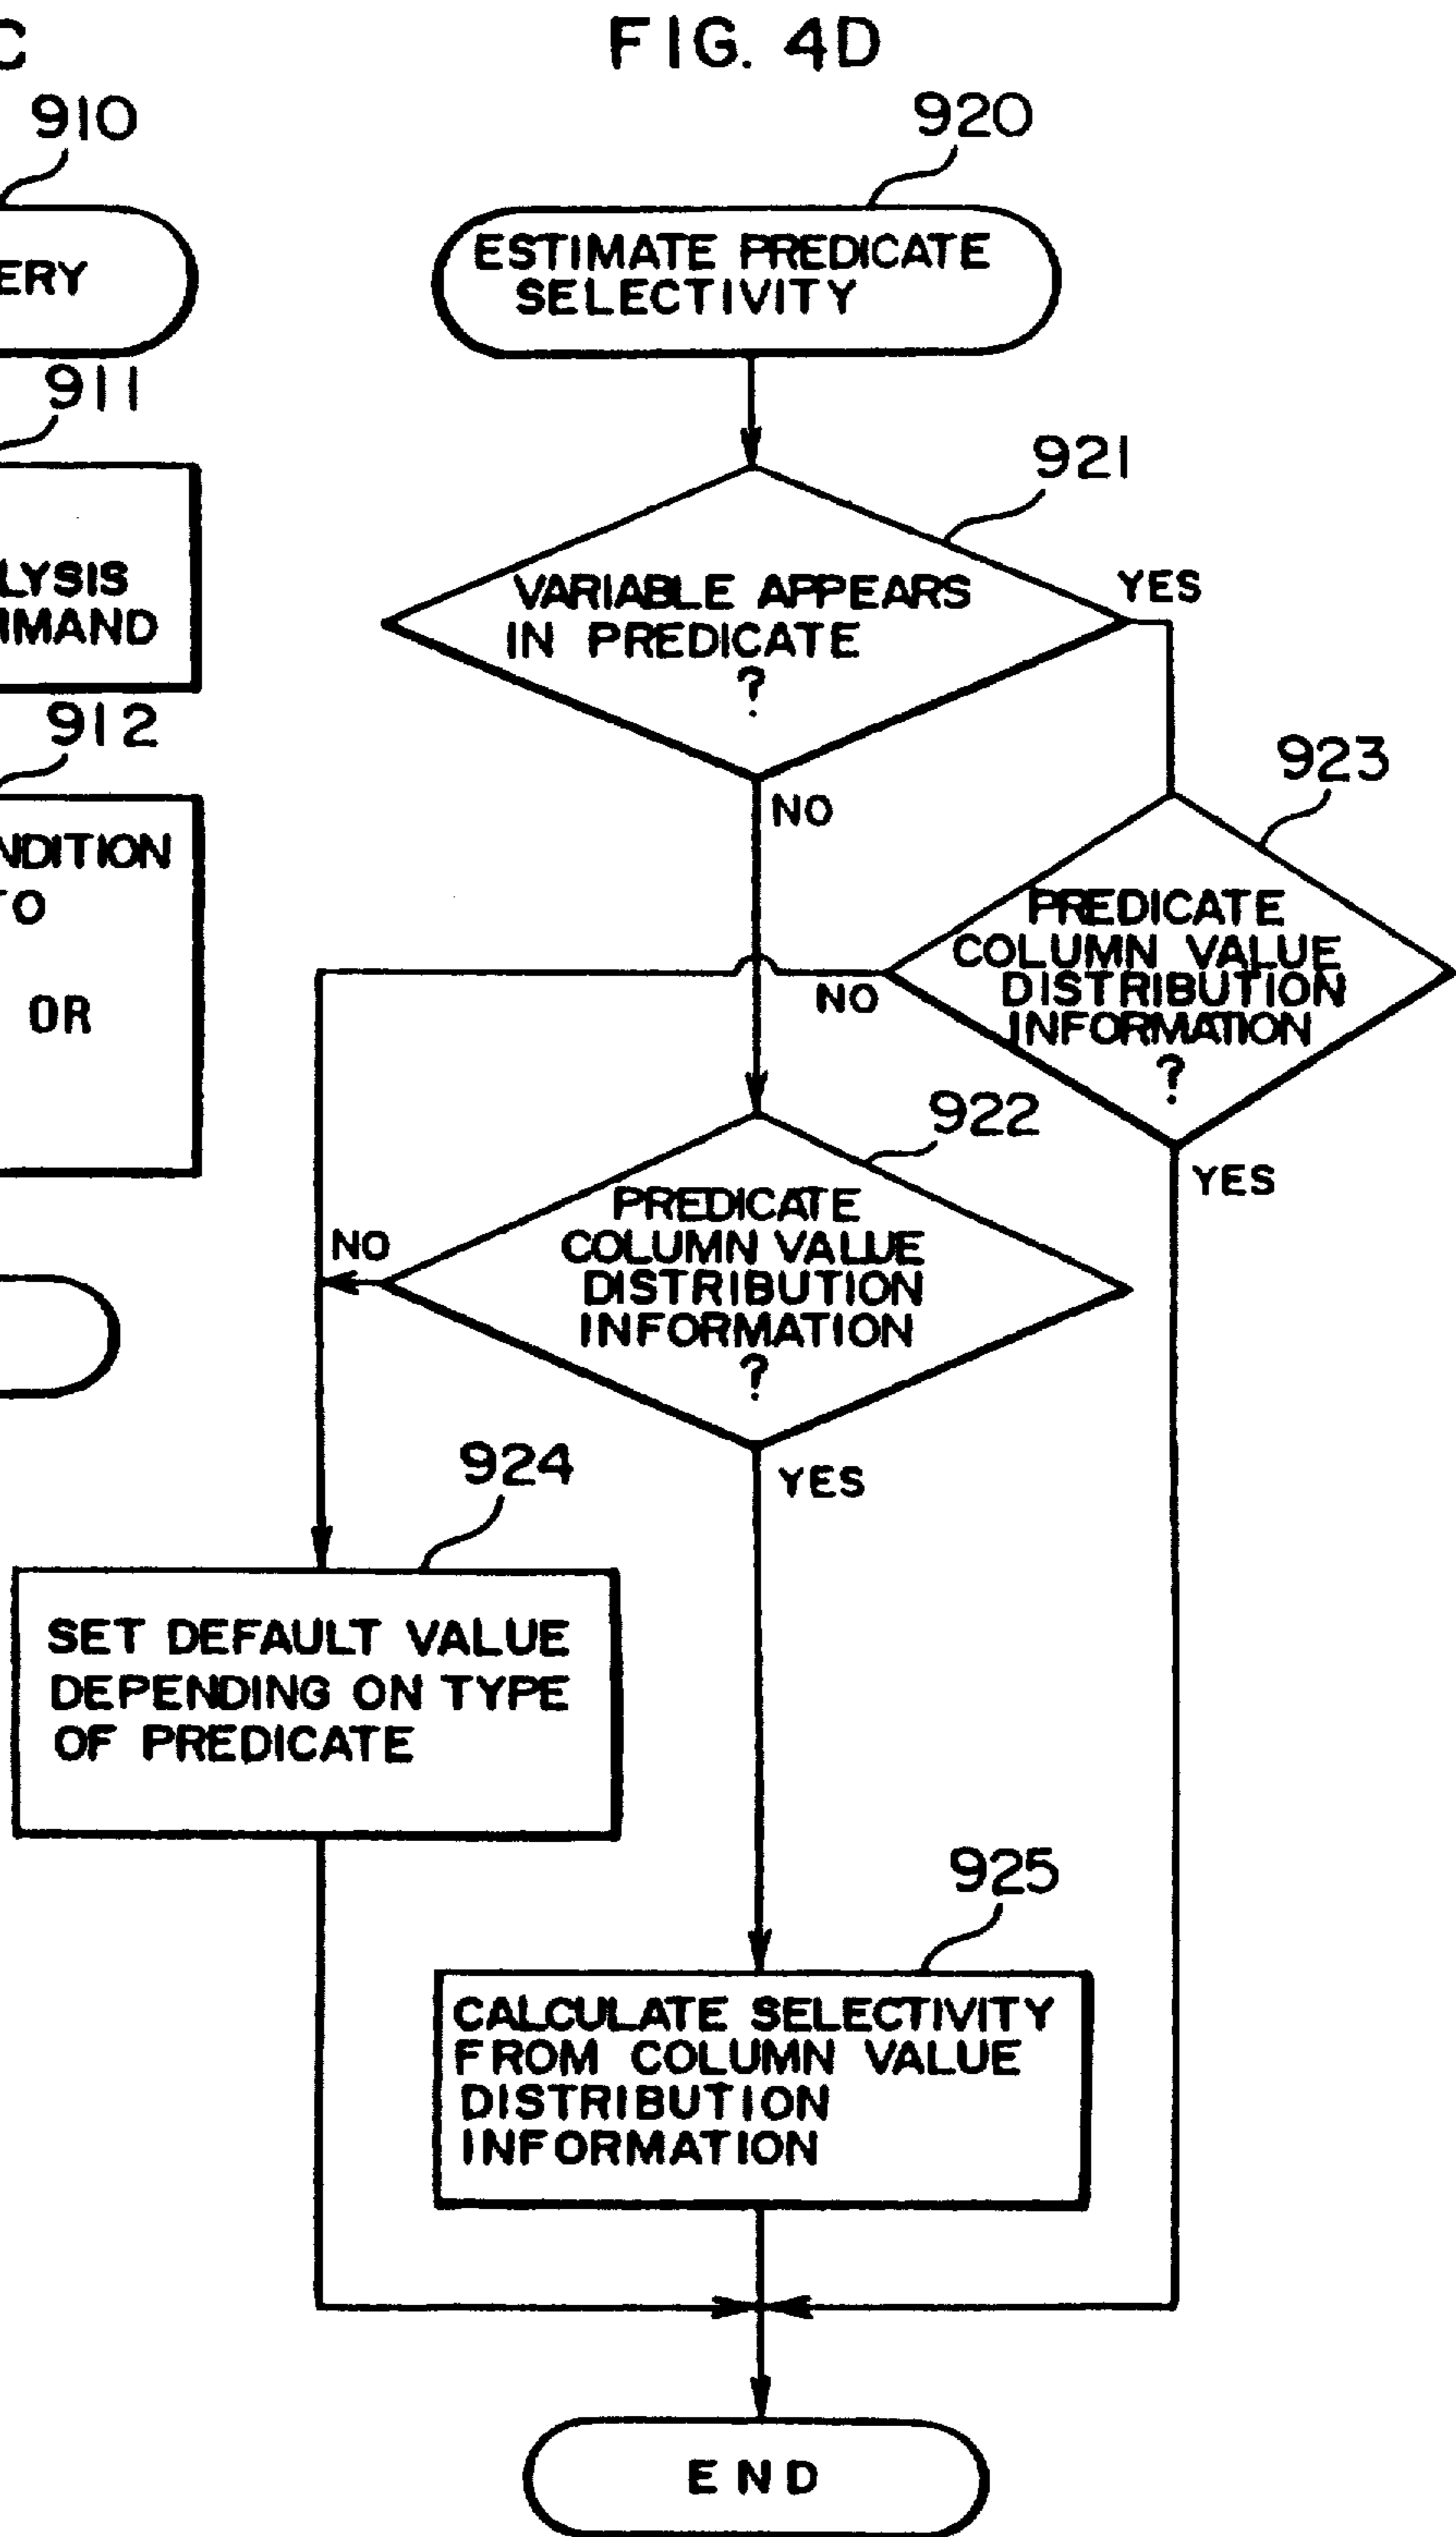 C
FIG. 4D
910
920
ERY
ESTIMATE PREDICATE
SELECTIVITY
911
921
LYSIS
MMAND
VARIABLE APPEARS
IN PREDICATE
?
YES
NO
912
923
NDITION
TO
OR
PREDICATE
COLUMN VALUE
DISTRIBUTION
INFORMATION
?
NO
YES
922
PREDICATE
COLUMN VALUE
DISTRIBUTION
INFORMATION
?
NO
YES
924
SET DEFAULT VALUE
DEPENDING ON TYPE
OF PREDICATE
925
CALCULATE SELECTIVITY
FROM COLUMN VALUE
DISTRIBUTION
INFORMATION
END